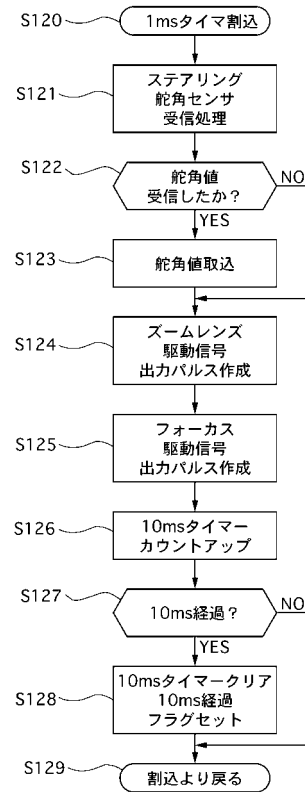 S120
1msタイマ割込
S121
ステアリング
舵角センサ
受信処理
S122
舵角値
受信したか？
NO
YES
S123
舵角値取込
S124
ズームレンズ
駆動信号
出力パルス作成
S125
フォーカス
駆動信号
出力パルス作成
S126
10msタイマー
カウントアップ
S127
10ms経過？
NO
YES
S128
10msタイマークリア
10ms経過
フラグセット
S129
割込より戻る